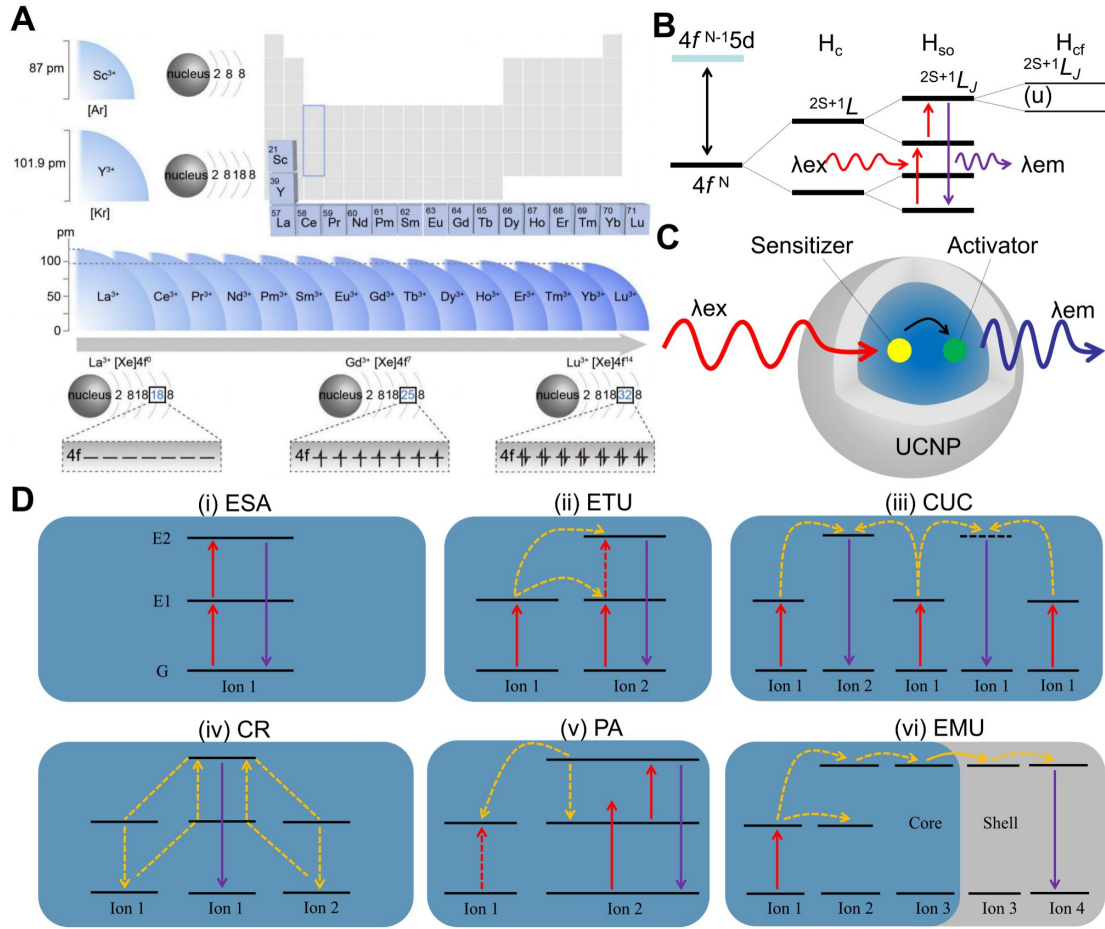 A
87 pm
Sc³⁺
[Ar]
nucleus 2 8 8
101.9 pm
Y³⁺
[Kr]
nucleus 2 8 18 8
21
Sc
39
Y
57 58 59 60 61 62 63 64 65 66 67 68 69 70 71
La Ce Pr Nd Pm Sm Eu Gd Tb Dy Ho Er Tm Yb Lu
pm
100
50
0
La³⁺ Ce³⁺ Pr³⁺ Nd³⁺ Pm³⁺ Sm³⁺ Eu³⁺ Gd³⁺ Tb³⁺ Dy³⁺ Ho³⁺ Er³⁺ Tm³⁺ Yb³⁺ Lu³⁺
La³⁺ [Xe]4f⁰
nucleus 2 8 18 18 8
4f
Gd³⁺ [Xe]4f⁷
nucleus 2 8 18 25 8
4f
Lu³⁺ [Xe]4f¹⁴
nucleus 2 8 18 32 8
4f
B
4f ᴺ⁻¹5d
4f ᴺ
H_c
²ˢ⁺¹L
H_so
²ˢ⁺¹L_J
H_cf
²ˢ⁺¹L_J
(u)
λex
λem
C
Sensitizer
Activator
λex
λem
UCNP
D
(i) ESA
E2
E1
G
Ion 1
(ii) ETU
Ion 1 Ion 2
(iii) CUC
Ion 1 Ion 2 Ion 1 Ion 1 Ion 1
(iv) CR
Ion 1 Ion 1 Ion 2
(v) PA
Ion 1 Ion 2
(vi) EMU
Core Shell
Ion 1 Ion 2 Ion 3 Ion 3 Ion 4